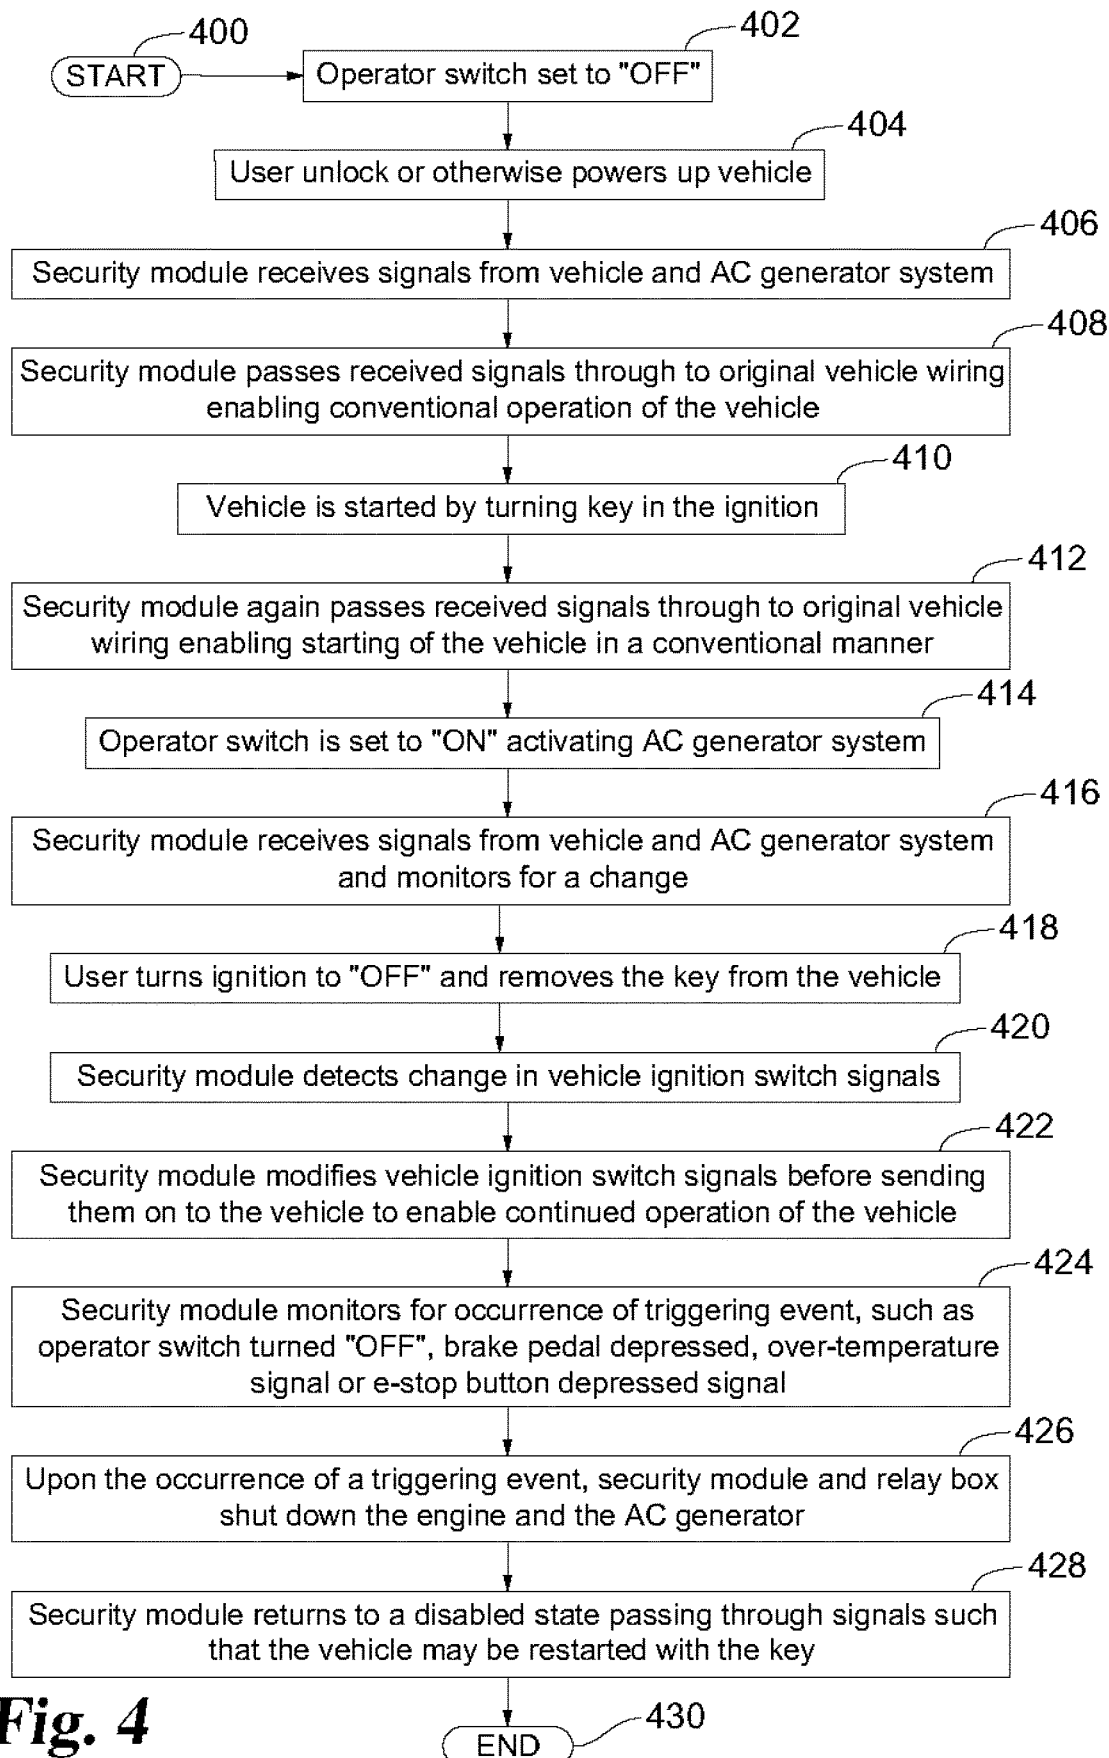 400
402
START
Operator switch set to "OFF"
404
User unlock or otherwise powers up vehicle
406
Security module receives signals from vehicle and AC generator system
408
Security module passes received signals through to original vehicle wiring
enabling conventional operation of the vehicle
410
Vehicle is started by turning key in the ignition
412
Security module again passes received signals through to original vehicle
wiring enabling starting of the vehicle in a conventional manner
414
Operator switch is set to "ON" activating AC generator system
416
Security module receives signals from vehicle and AC generator system
and monitors for a change
418
User turns ignition to "OFF" and removes the key from the vehicle
420
Security module detects change in vehicle ignition switch signals
422
Security module modifies vehicle ignition switch signals before sending
them on to the vehicle to enable continued operation of the vehicle
424
Security module monitors for occurrence of triggering event, such as
operator switch turned "OFF", brake pedal depressed, over-temperature
signal or e-stop button depressed signal
426
Upon the occurrence of a triggering event, security module and relay box
shut down the engine and the AC generator
428
Security module returns to a disabled state passing through signals such
that the vehicle may be restarted with the key
Fig. 4
430
END